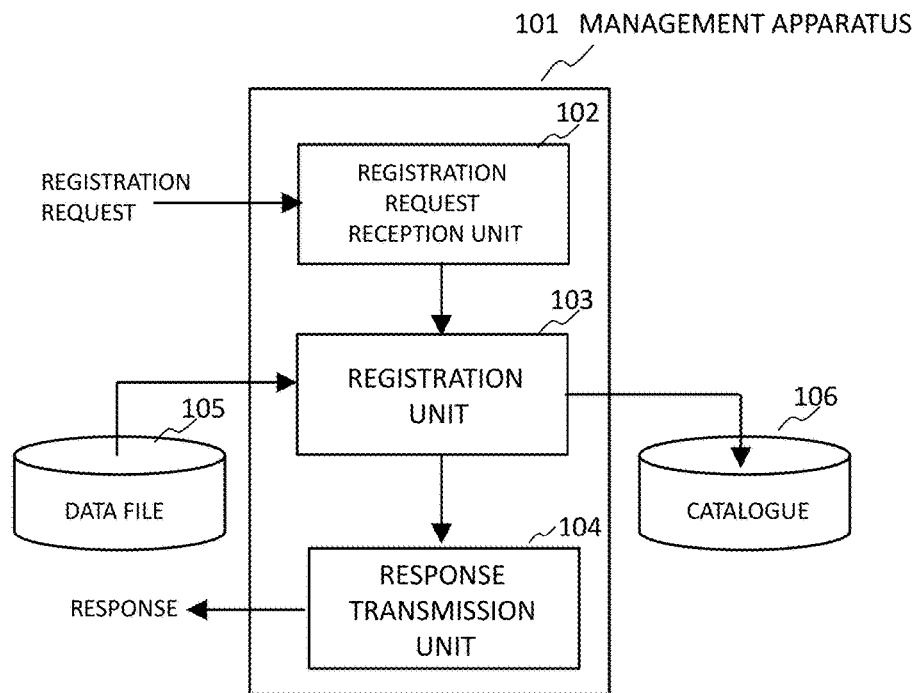 101 MANAGEMENT APPARATUS
102
REGISTRATION
REQUEST
REGISTRATION
REQUEST
RECEPTION UNIT
103
REGISTRATION
UNIT
105
DATA FILE
106
CATALOGUE
104
RESPONSE
TRANSMISSION
UNIT
RESPONSE